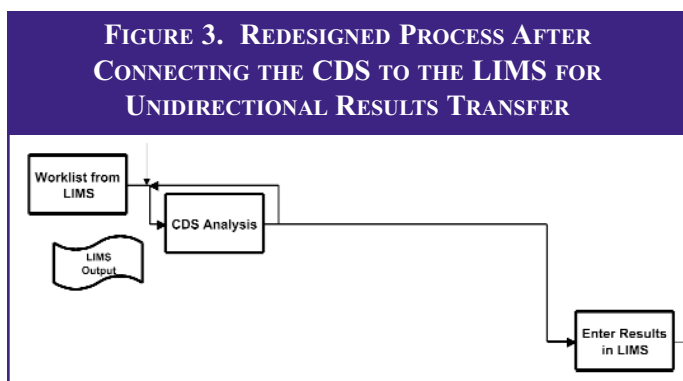 FIGURE 3. REDESIGNED PROCESS AFTER
CONNECTING THE CDS TO THE LIMS FOR
UNIDIRECTIONAL RESULTS TRANSFER
Worklist from
LIMS
CDS Analysis
LIMS
Output
Enter Results
in LIMS